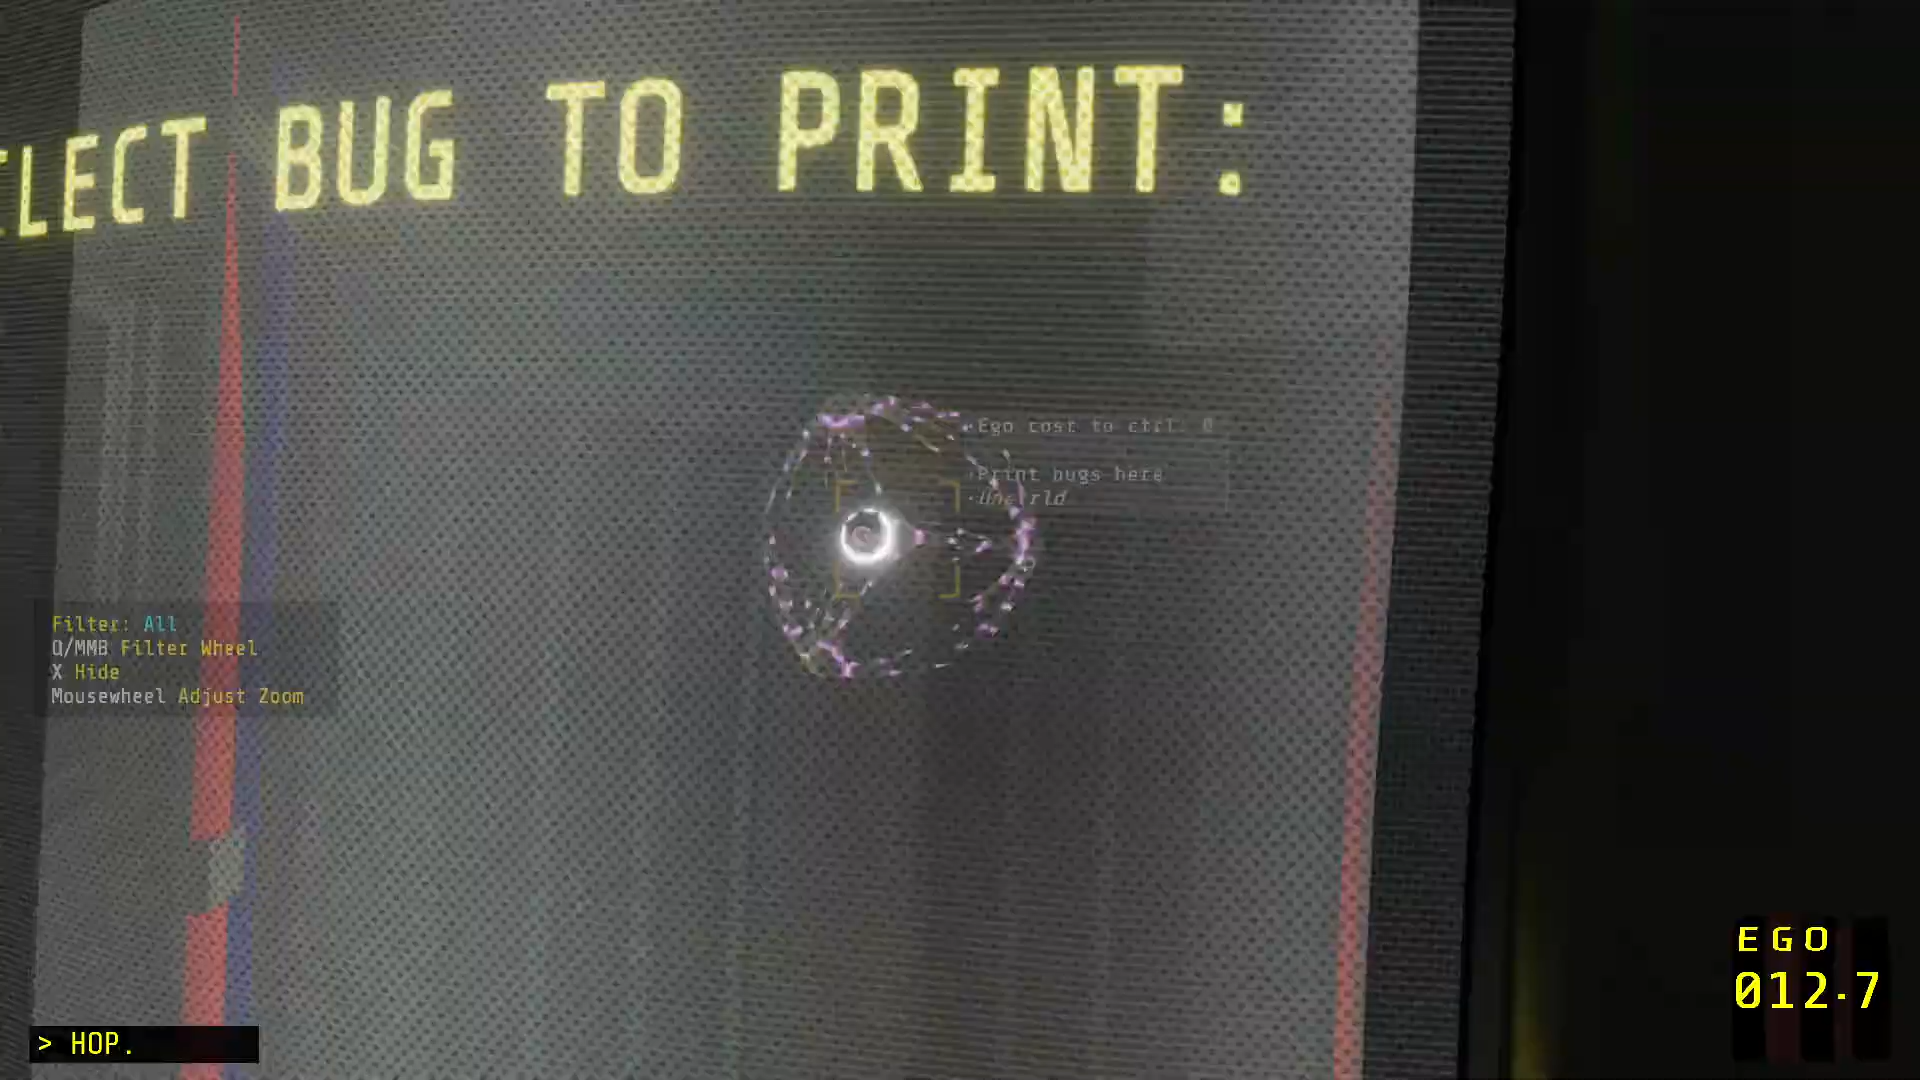 ELECT BUG TO PRINT:
Ego cost to ctrl: 0
Print bugs here
Filter: All
Q/MMB Filter Wheel
X Hide
Mousewheel Adjust Zoom
EGO
012.7
> HOP.